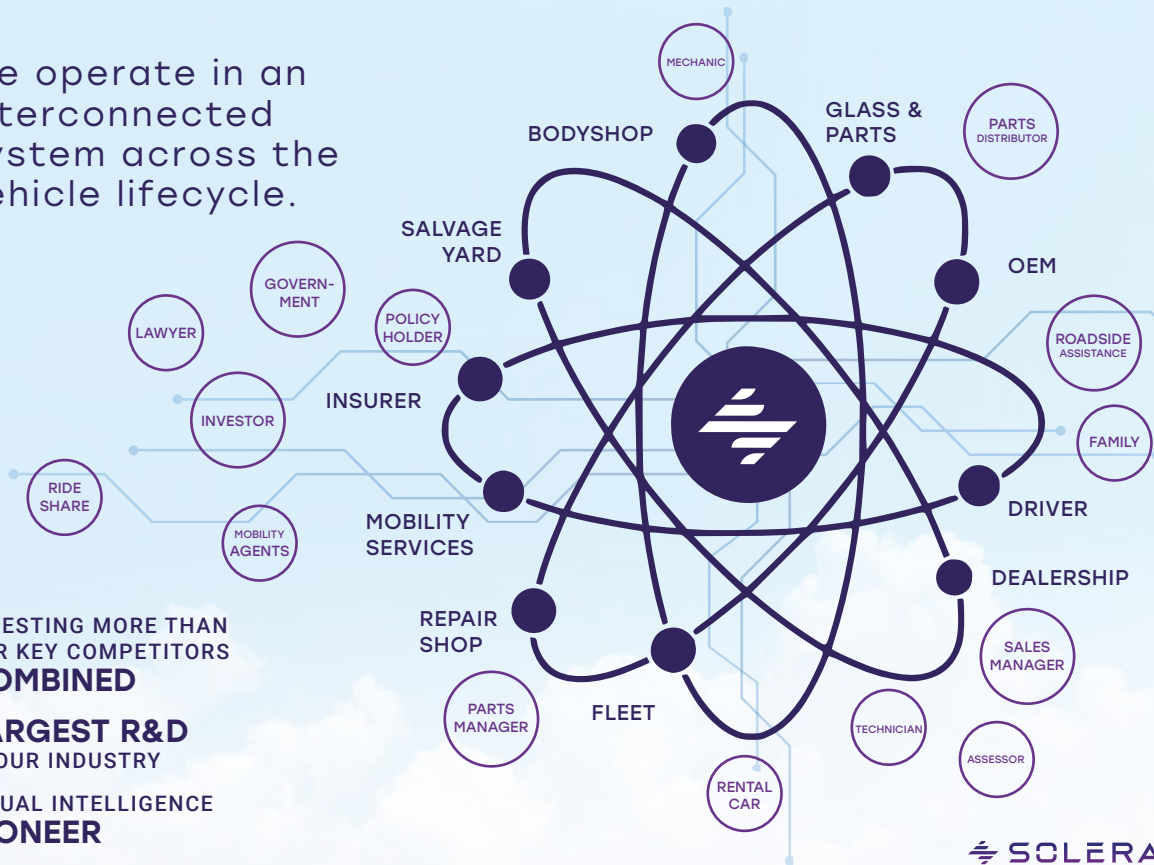 e operate in an
terconnected
ystem across the
ehicle lifecycle.
MECHANIC
BODYSHOP
GLASS &
PARTS
PARTS
DISTRIBUTOR
SALVAGE
YARD
OEM
GOVERN-
MENT
LAWYER
POLICY
HOLDER
ROADSIDE
ASSISTANCE
INSURER
INVESTOR
FAMILY
RIDE
SHARE
MOBILITY
SERVICES
DRIVER
MOBILITY
AGENTS
DEALERSHIP
REPAIR
SHOP
ESTING MORE THAN
R KEY COMPETITORS
OMBINED
SALES
MANAGER
PARTS
MANAGER
FLEET
ARGEST R&D
OUR INDUSTRY
TECHNICIAN
ASSESSOR
RENTAL
CAR
UAL INTELLIGENCE
ONEER
SOLERA